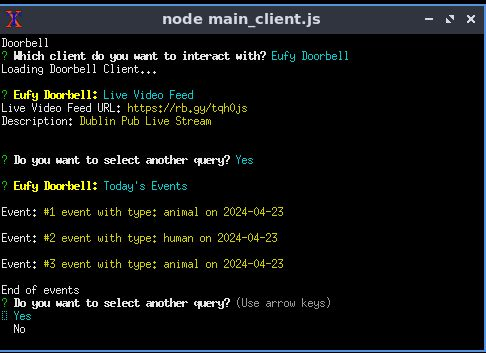 node main_client.js
Doorbell
? Which client do you want to interact with? Eufy Doorbell
Loading Doorbell Client...
? Eufy Doorbell: Live Video Feed
Live Video Feed URL: https://rb.gy/tqh0js
Description: Dublin Pub Live Stream
? Do you want to select another query? Yes
? Eufy Doorbell: Today's Events
Event: #1 event with type: animal on 2024-04-23
Event: #2 event with type: human on 2024-04-23
Event: #3 event with type: animal on 2024-04-23
End of events
? Do you want to select another query? (Use arrow keys)
Yes
No